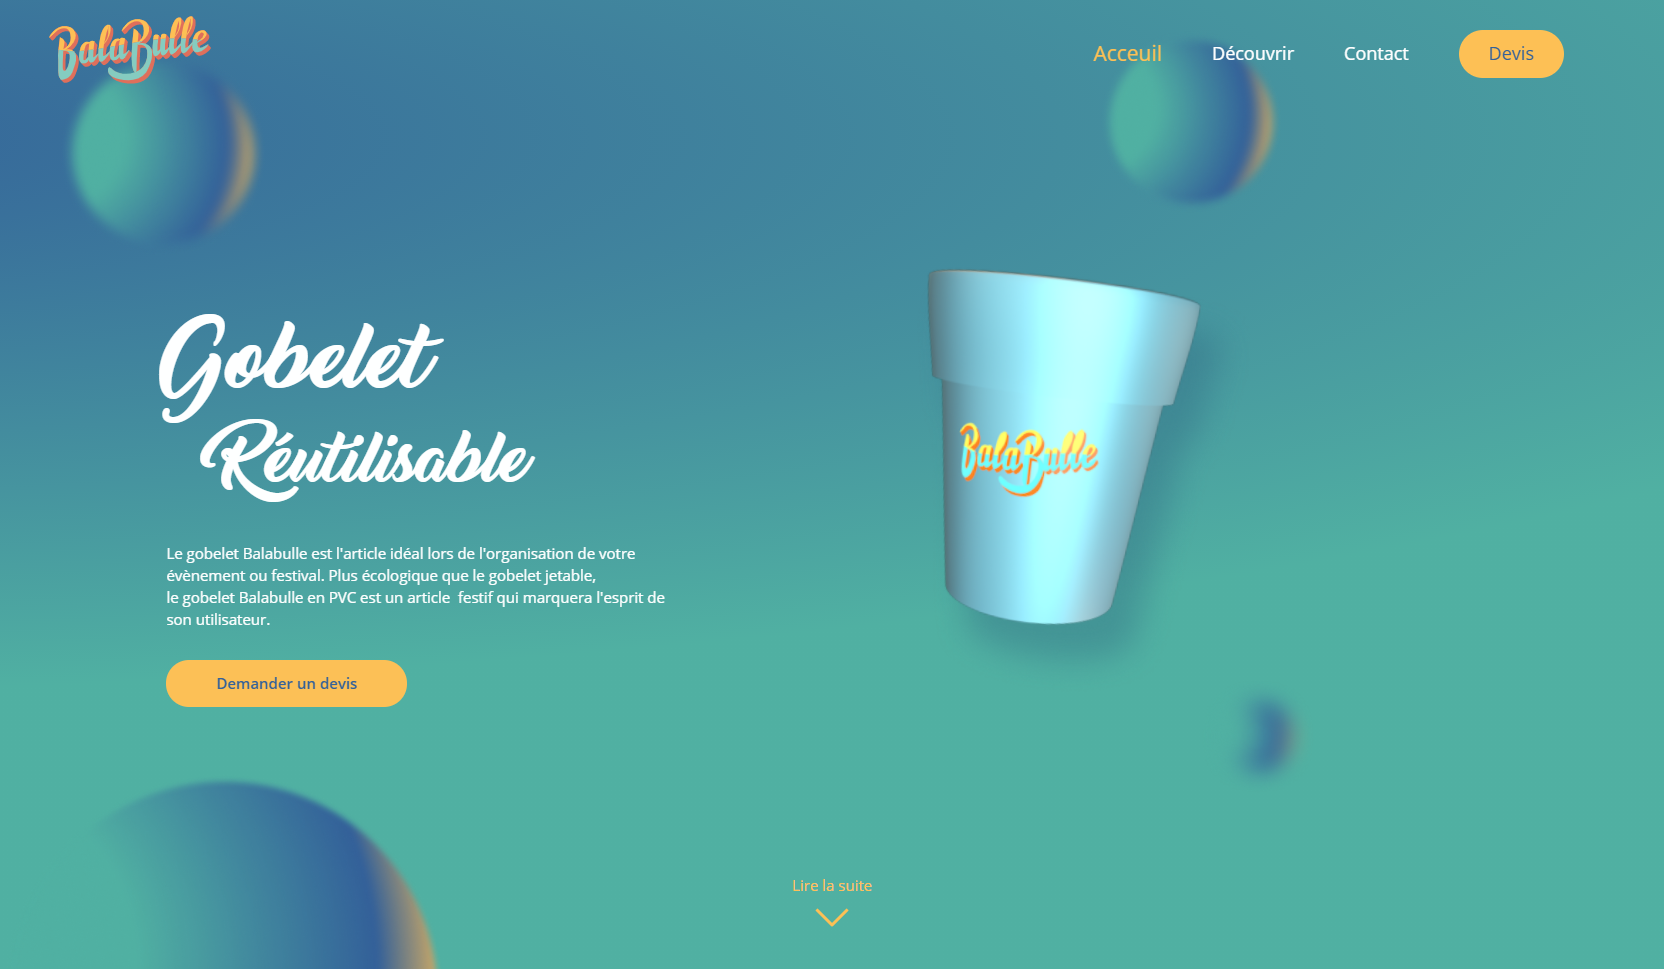 BalaBulle
Acceuil Découvrir Contact Devis
Gobelet
Réutilisable
BalaBulle
Le gobelet Balabulle est l'article idéal lors de l'organisation de votre
évènement ou festival. Plus écologique que le gobelet jetable,
le gobelet Balabulle en PVC est un article  festif qui marquera l'esprit de
son utilisateur.
Demander un devis
Lire la suite